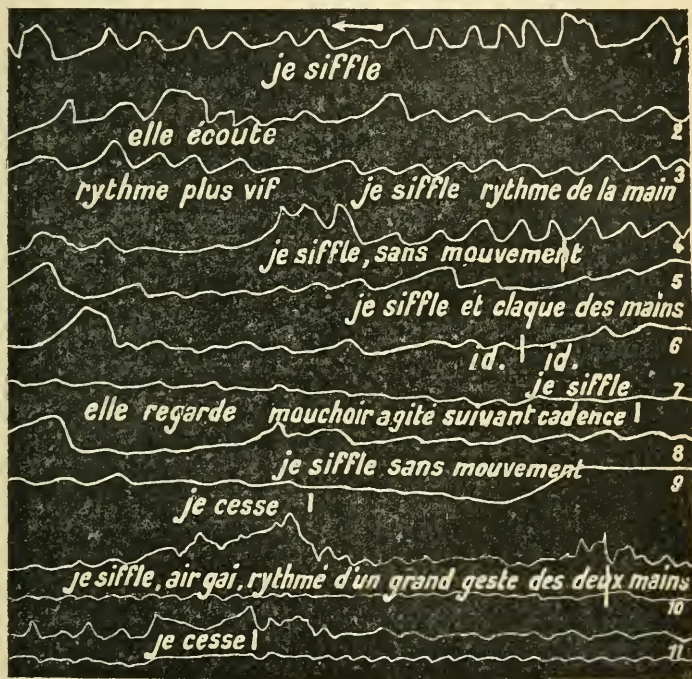 1
je siffle
2
elle écoute
3
rythme plus vif je siffle rythme de la main
4
je siffle, sans mouvement
5
je siffle et claque des mains
6
id. id.
je siffle 7
elle regarde mouchoir agité suivant cadence
8
je siffle sans mouvement
9
je cesse
je siffle, air gai, rythmé d'un grand geste des deux mains
10
je cesse
11